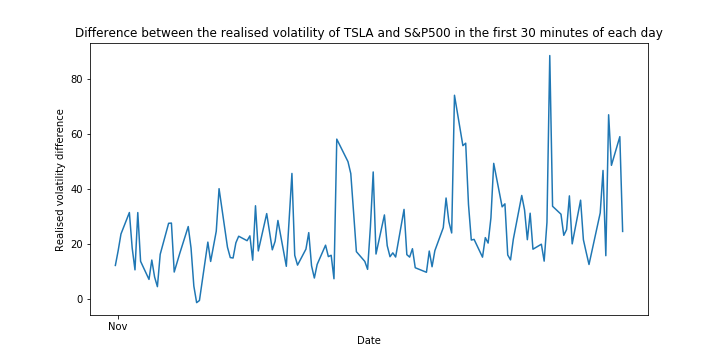 Difference between the realised volatility of TSLA and S&P500 in the first 30 minutes of each day
80
60
40
20
0
Realised volatility difference
Nov
Date